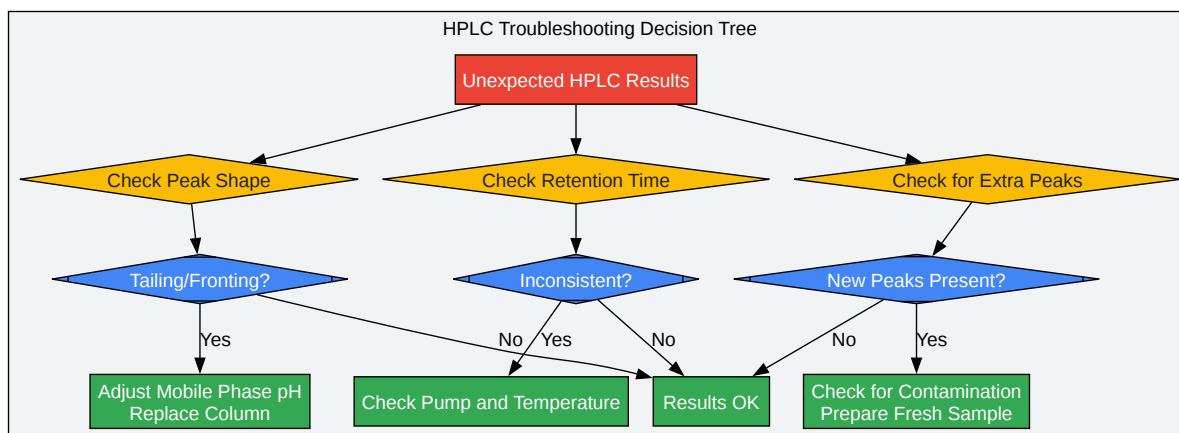 HPLC Troubleshooting Decision Tree
Unexpected HPLC Results
Check Peak Shape
Check Retention Time
Check for Extra Peaks
Tailing/Fronting?
Inconsistent?
New Peaks Present?
Yes
No
Yes
No
No
Yes
Adjust Mobile Phase pH
Replace Column
Check Pump and Temperature
Results OK
Check for Contamination
Prepare Fresh Sample